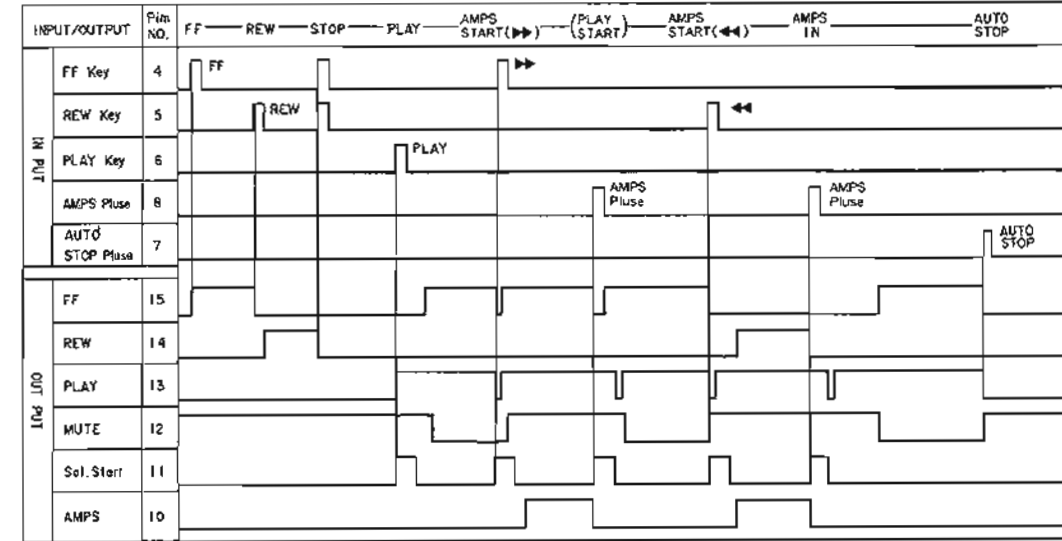 INPUT/OUTPUT Pim NO. FF REW STOP PLAY AMPS START(▶▶) (PLAY START) AMPS START(◀◀) AMPS IN AUTO STOP
IN PUT
FF Key 4 FF ▶▶
REW Key 5 REW ◀◀
PLAY Key 6 PLAY
AMPS Pluse 8 AMPS Pluse AMPS Pluse
AUTO STOP Pluse 7 AUTO STOP
OUT PUT
FF 15
REW 14
PLAY 13
MUTE 12
Sol.Start 11
AMPS 10